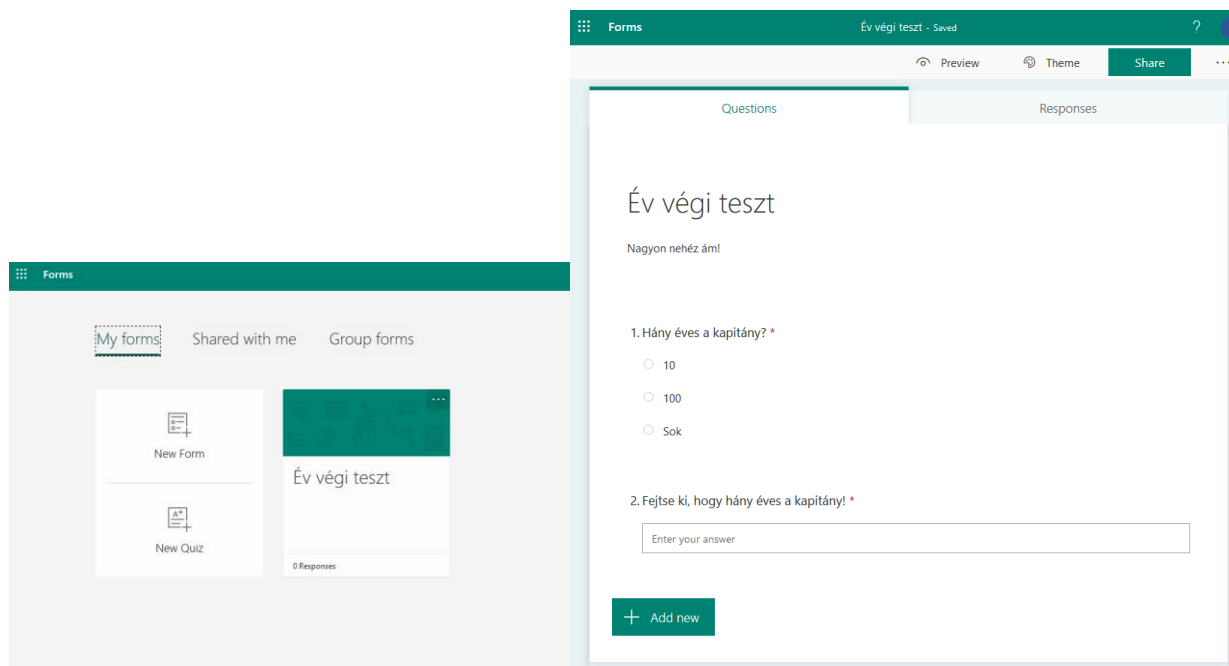 Forms
My forms Shared with me Group forms
New Form
New Quiz
Év végi teszt
0 Responses
Forms Év végi teszt - Saved ?
Preview Theme Share ...
Questions Responses
Év végi teszt
Nagyon nehéz ám!
1. Hány éves a kapitány? *
10
100
Sok
2. Fejtse ki, hogy hány éves a kapitány! *
Enter your answer
+ Add new